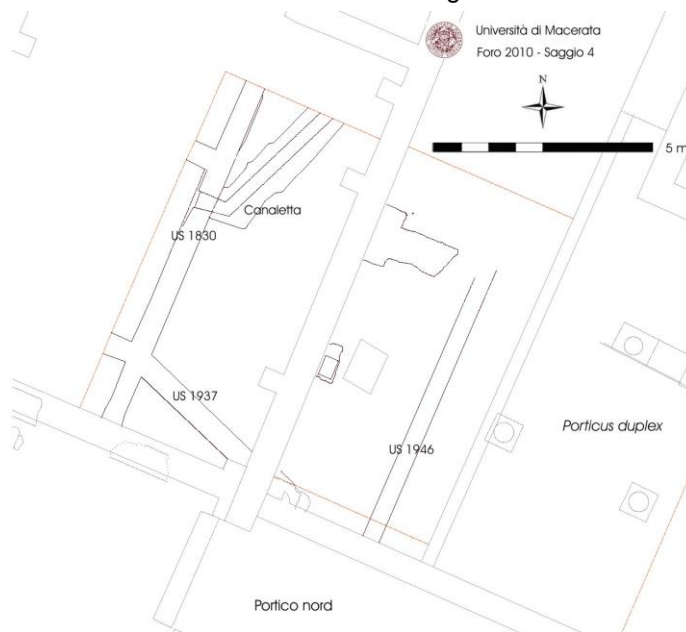 Università di Macerata
Foro 2010 - Saggio 4
N
5 m
Canaletta
US 1830
US 1937
US 1946
Porticus duplex
Portico nord